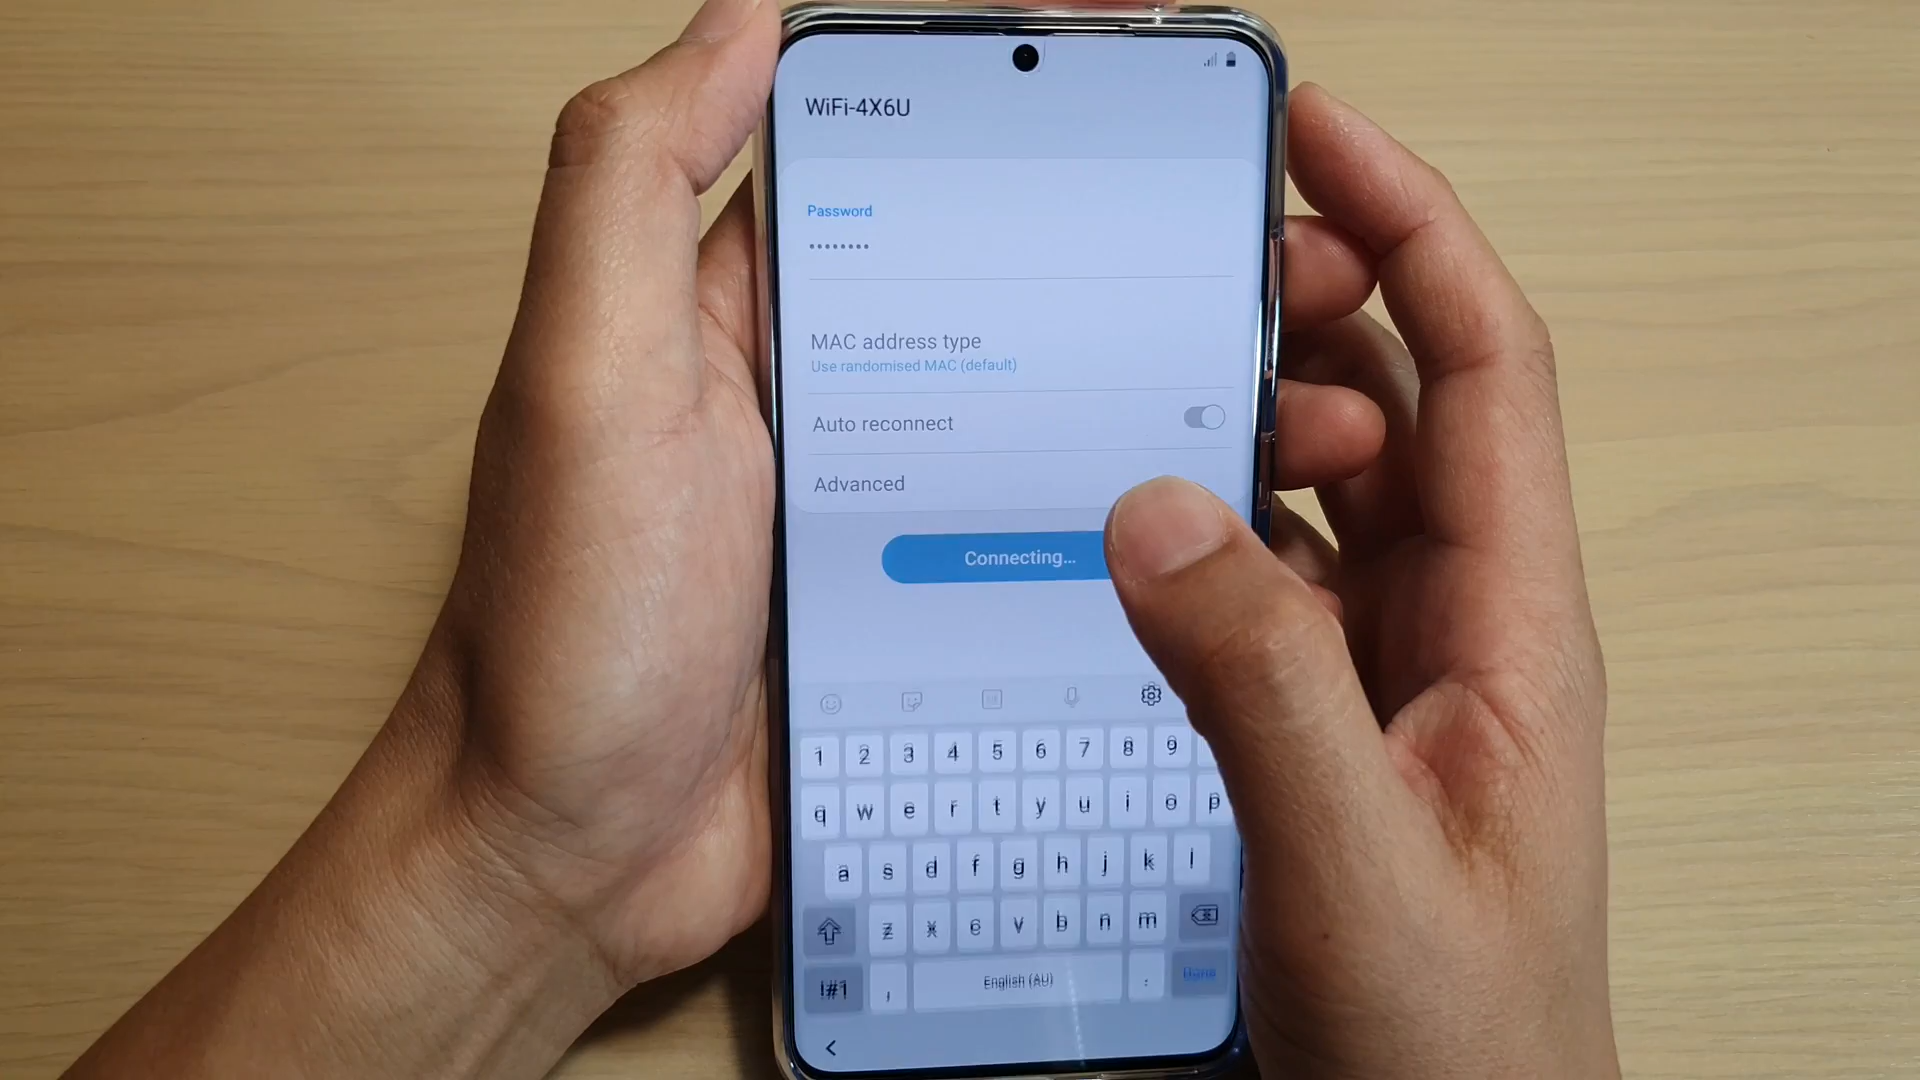 WiFi-4X6U
Password
••••••••
MAC address type
Use randomised MAC (default)
Auto reconnect
Advanced
Connecting...
1 2 3 4 5 6 7 8 9
q w e r t y u i o p
a s d f g h j k l
z x c v b n m
!#1 , English (AU) . Done